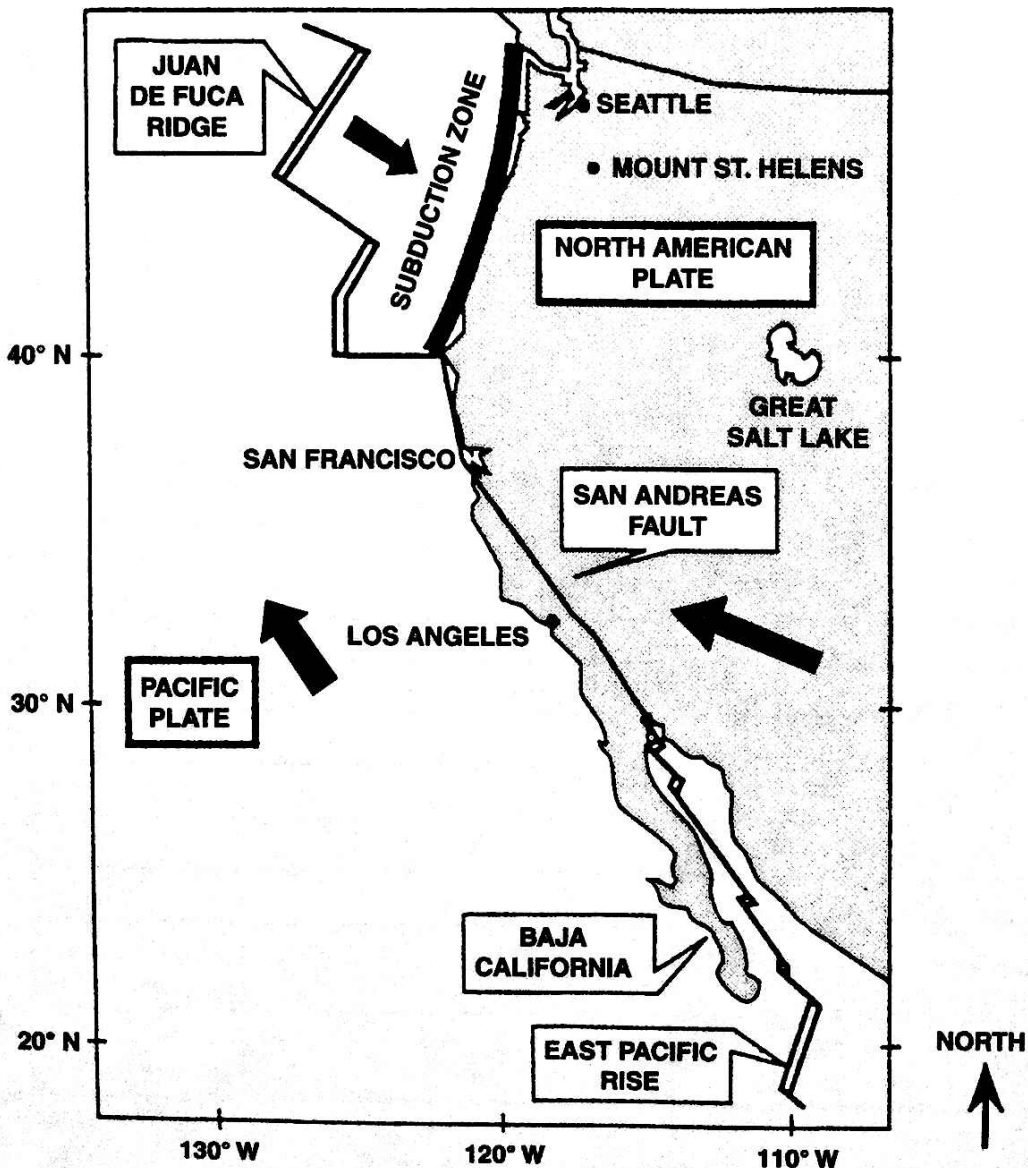 JUAN
DE FUCA
RIDGE
SUBDUCTION ZONE
SEATTLE
MOUNT ST. HELENS
NORTH AMERICAN
PLATE
40° N
GREAT
SALT LAKE
SAN FRANCISCO
SAN ANDREAS
FAULT
LOS ANGELES
PACIFIC
PLATE
30° N
BAJA
CALIFORNIA
20° N
EAST PACIFIC
RISE
NORTH
130° W
120° W
110° W